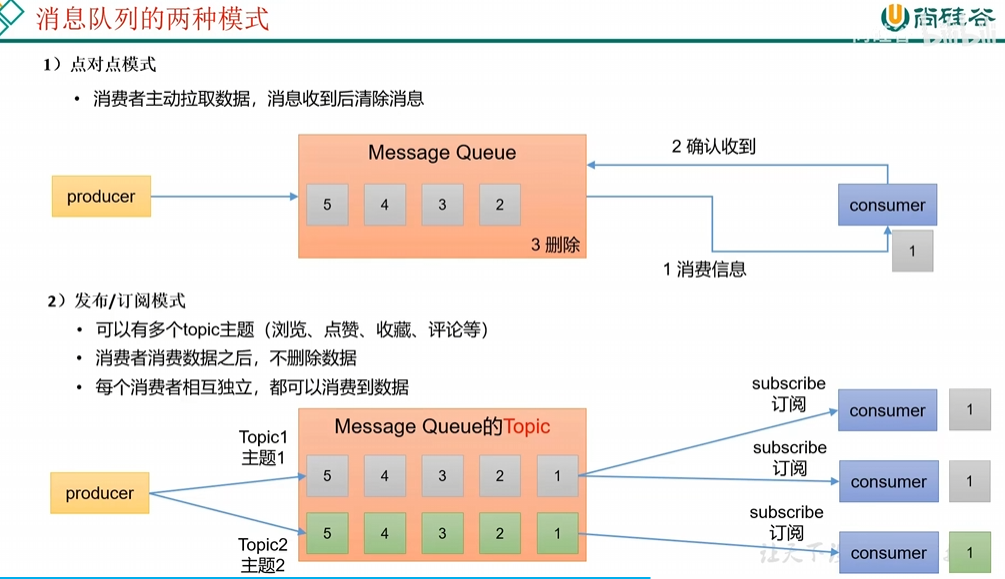 消息队列的两种模式
尚硅谷
1）点对点模式
• 消费者主动拉取数据，消息收到后清除消息
Message Queue
2 确认收到
producer
5 4 3 2
consumer
3 删除
1
1 消费信息
2）发布/订阅模式
• 可以有多个topic主题（浏览、点赞、收藏、评论等）
• 消费者消费数据之后，不删除数据
• 每个消费者相互独立，都可以消费到数据
subscribe
订阅
consumer
1
Message Queue的Topic
Topic1
主题1
5 4 3 2 1
subscribe
订阅
consumer
1
producer
5 4 3 2 1
subscribe
订阅
Topic2
主题2
consumer
1
让天下